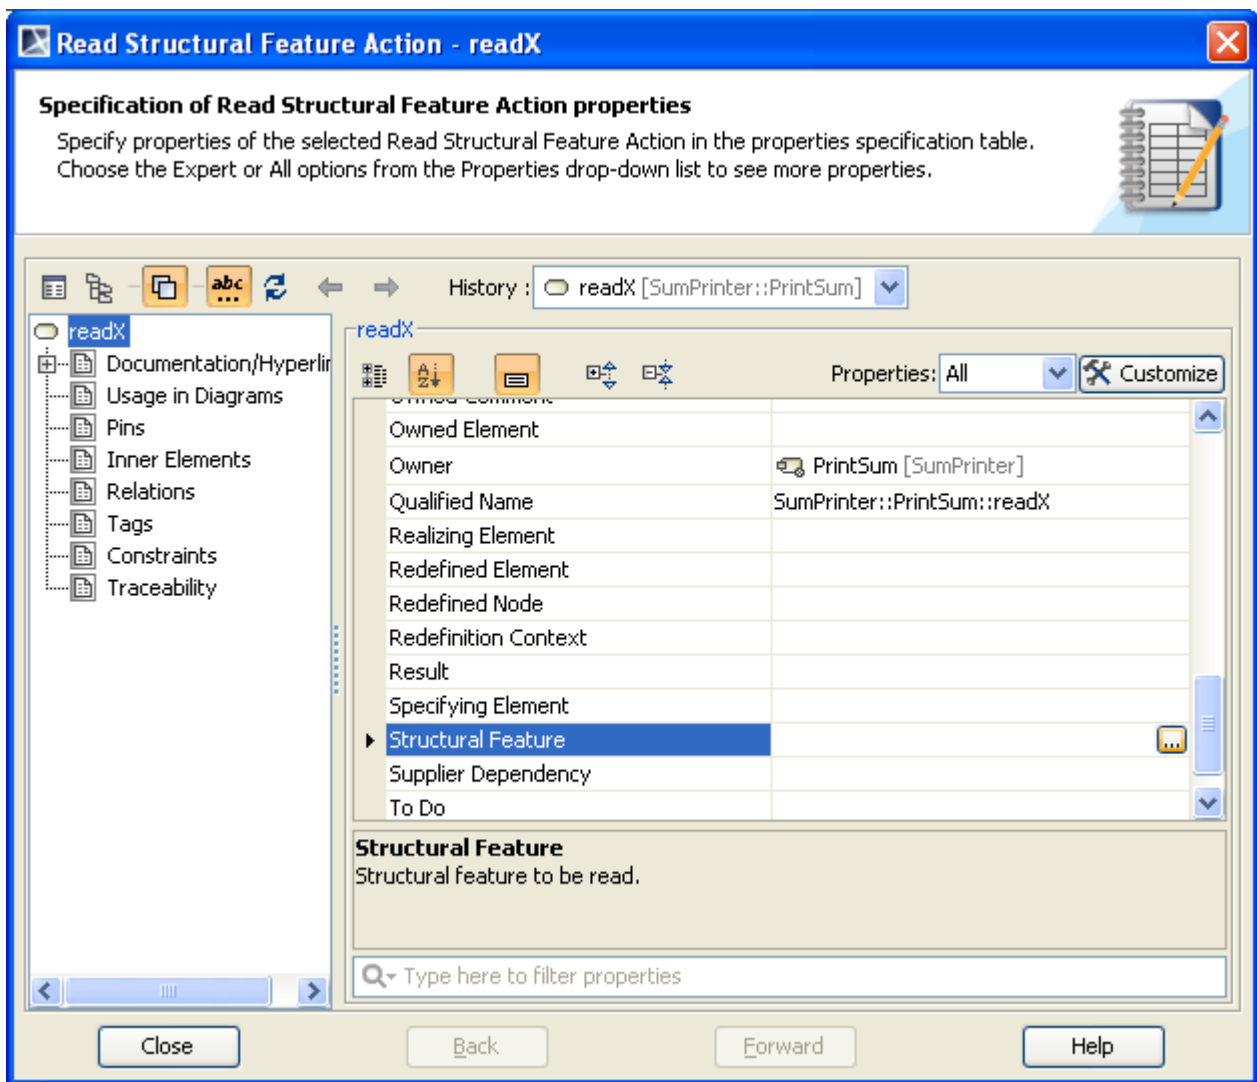 Read Structural Feature Action - readX
Specification of Read Structural Feature Action properties
Specify properties of the selected Read Structural Feature Action in the properties specification table.
Choose the Expert or All options from the Properties drop-down list to see more properties.
abc
History : readX [SumPrinter::PrintSum]
readX
Documentation/Hyperlin
Usage in Diagrams
Pins
Inner Elements
Relations
Tags
Constraints
Traceability
readX
Properties: All Customize
Owned Comment
Owned Element
Owner PrintSum [SumPrinter]
Qualified Name SumPrinter::PrintSum::readX
Realizing Element
Redefined Element
Redefined Node
Redefinition Context
Result
Specifying Element
Structural Feature ...
Supplier Dependency
To Do
Structural Feature
Structural feature to be read.
Type here to filter properties
Close Back Forward Help